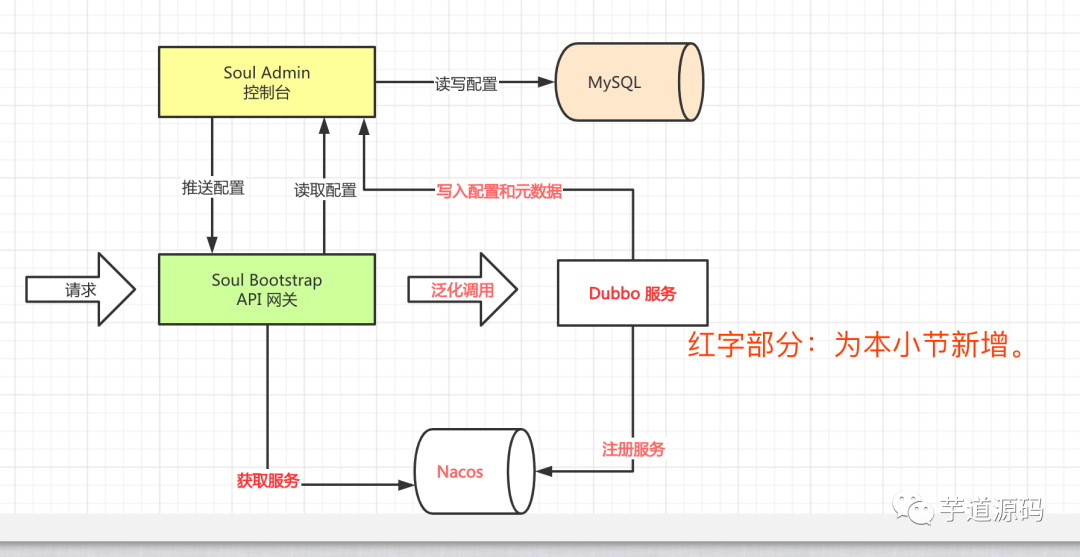 Soul Admin
控制台
读写配置
MySQL
推送配置
读取配置
写入配置和元数据
请求
Soul Bootstrap
API 网关
泛化调用
Dubbo 服务
红字部分：为本小节新增。
注册服务
获取服务
Nacos
芋道源码